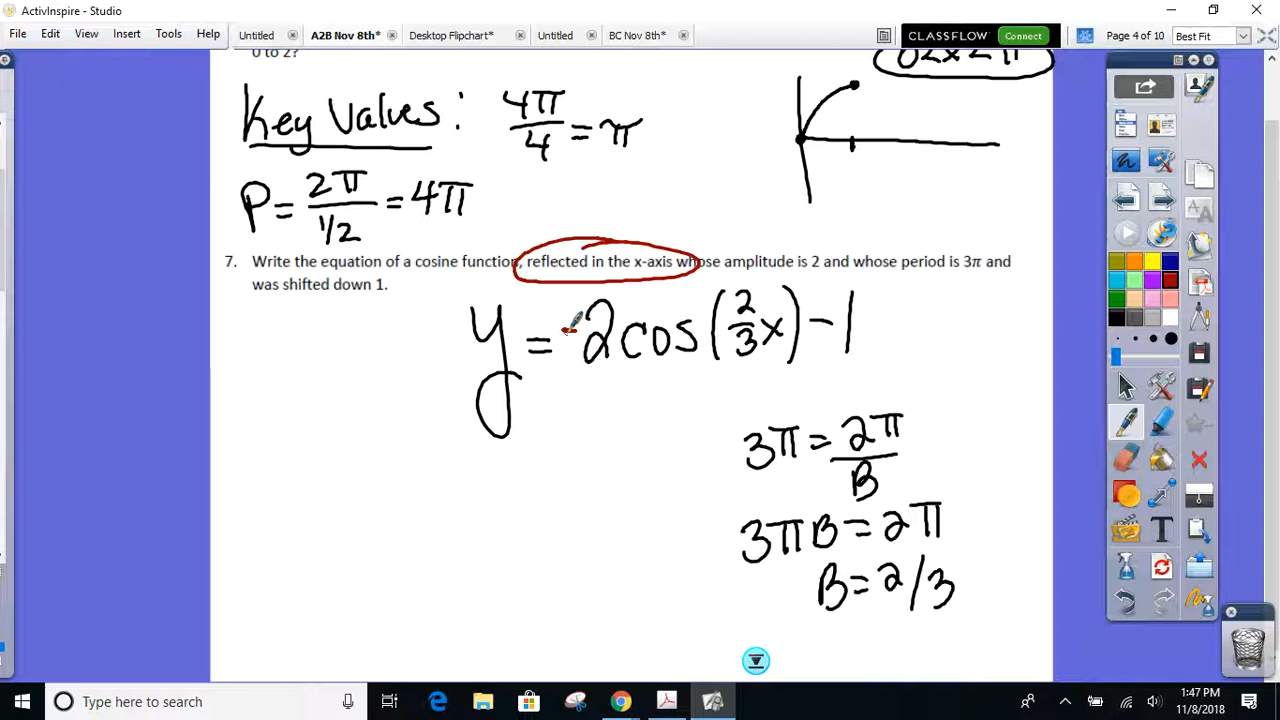 ActivInspire - Studio
File Edit View Insert Tools Help
Untitled A2B Nov 8th* Desktop Flipchart* Untitled BC Nov 8th*
CLASSFLOW Connect Page 4 of 10 Best Fit
0 to 2?
Key Values: 4π/4 = π
P = 2π/1/2 = 4π
7. Write the equation of a cosine function, reflected in the x-axis whose amplitude is 2 and whose period is 3π and
was shifted down 1.
y = -2cos(2/3 x) - 1
3π = 2π/B
3πB = 2π
B = 2/3
Type here to search
1:47 PM
11/8/2018